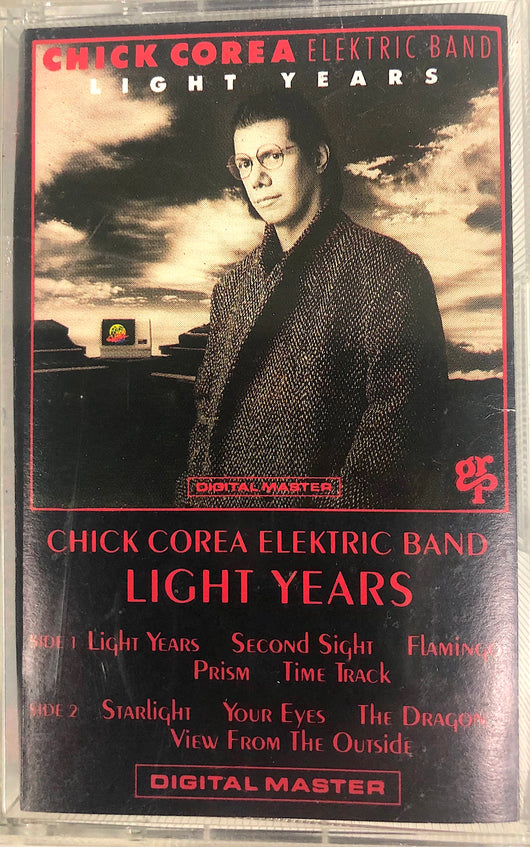 CHICK COREA ELEKTRIC BAND
LIGHT YEARS
DIGITAL MASTER
grp
CHICK COREA ELEKTRIC BAND
LIGHT YEARS
SIDE 1 Light Years Second Sight Flamingo
Prism Time Track
SIDE 2 Starlight Your Eyes The Dragon
View From The Outside
DIGITAL MASTER